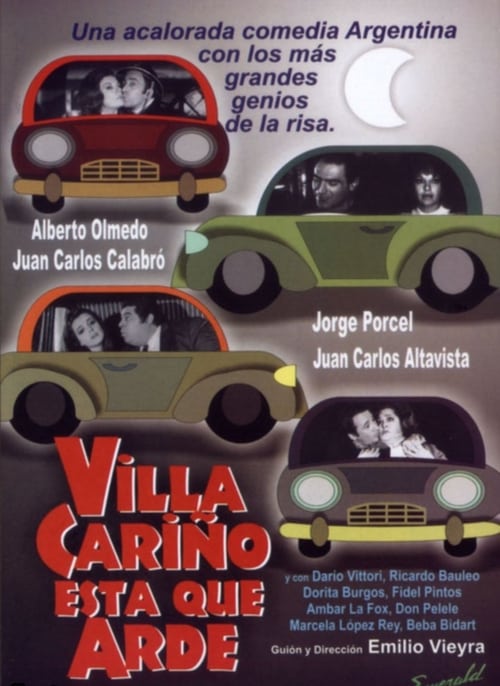 Una acalorada comedia Argentina
con los más
grandes
genios
de la risa.
Alberto Olmedo
Juan Carlos Calabró
Jorge Porcel
Juan Carlos Altavista
VILLA
CARIÑO
ESTA QUE
ARDE
y con Dario Vittori, Ricardo Bauleo
Dorita Burgos, Fidel Pintos
Ambar La Fox, Don Pelele
Marcela López Rey, Beba Bidart
Guión y Dirección Emilio Vieyra
Emerald